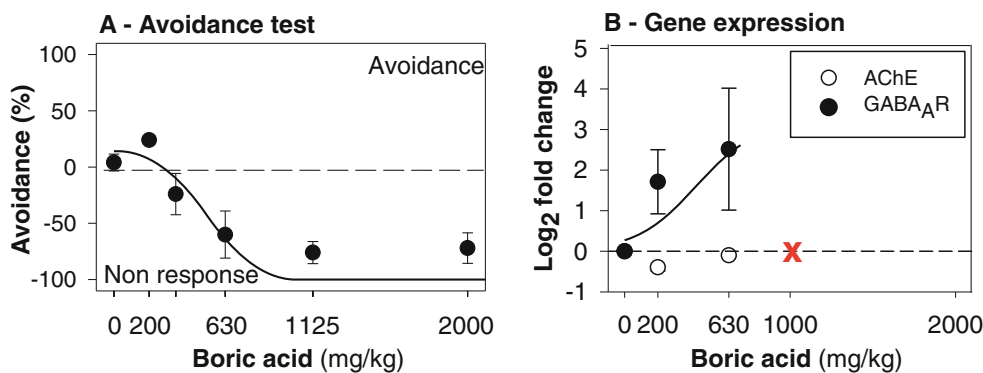 A - Avoidance test
Avoidance (%)
100
50
0
-50
-100
Avoidance
Non response
0 200 630 1125 2000
Boric acid (mg/kg)
B - Gene expression
Log2 fold change
5
4
3
2
1
0
-1
AChE
GABAAR
X
0 200 630 1000 2000
Boric acid (mg/kg)